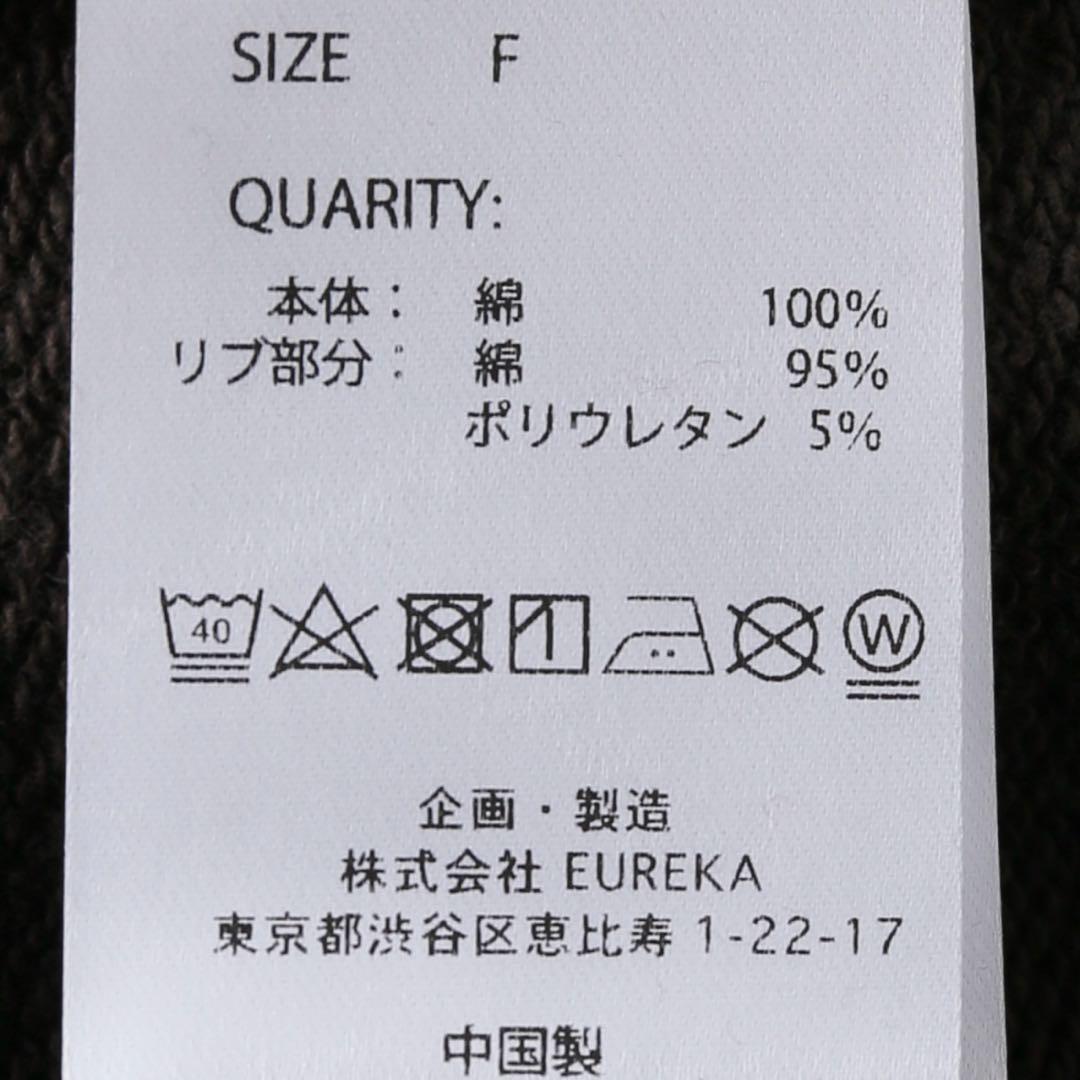 SIZE F
QUARITY:
本体： 綿 100%
リブ部分： 綿 95%
ポリウレタン 5%
40
W
企画・製造
株式会社 EUREKA
東京都渋谷区恵比寿 1-22-17
中国製